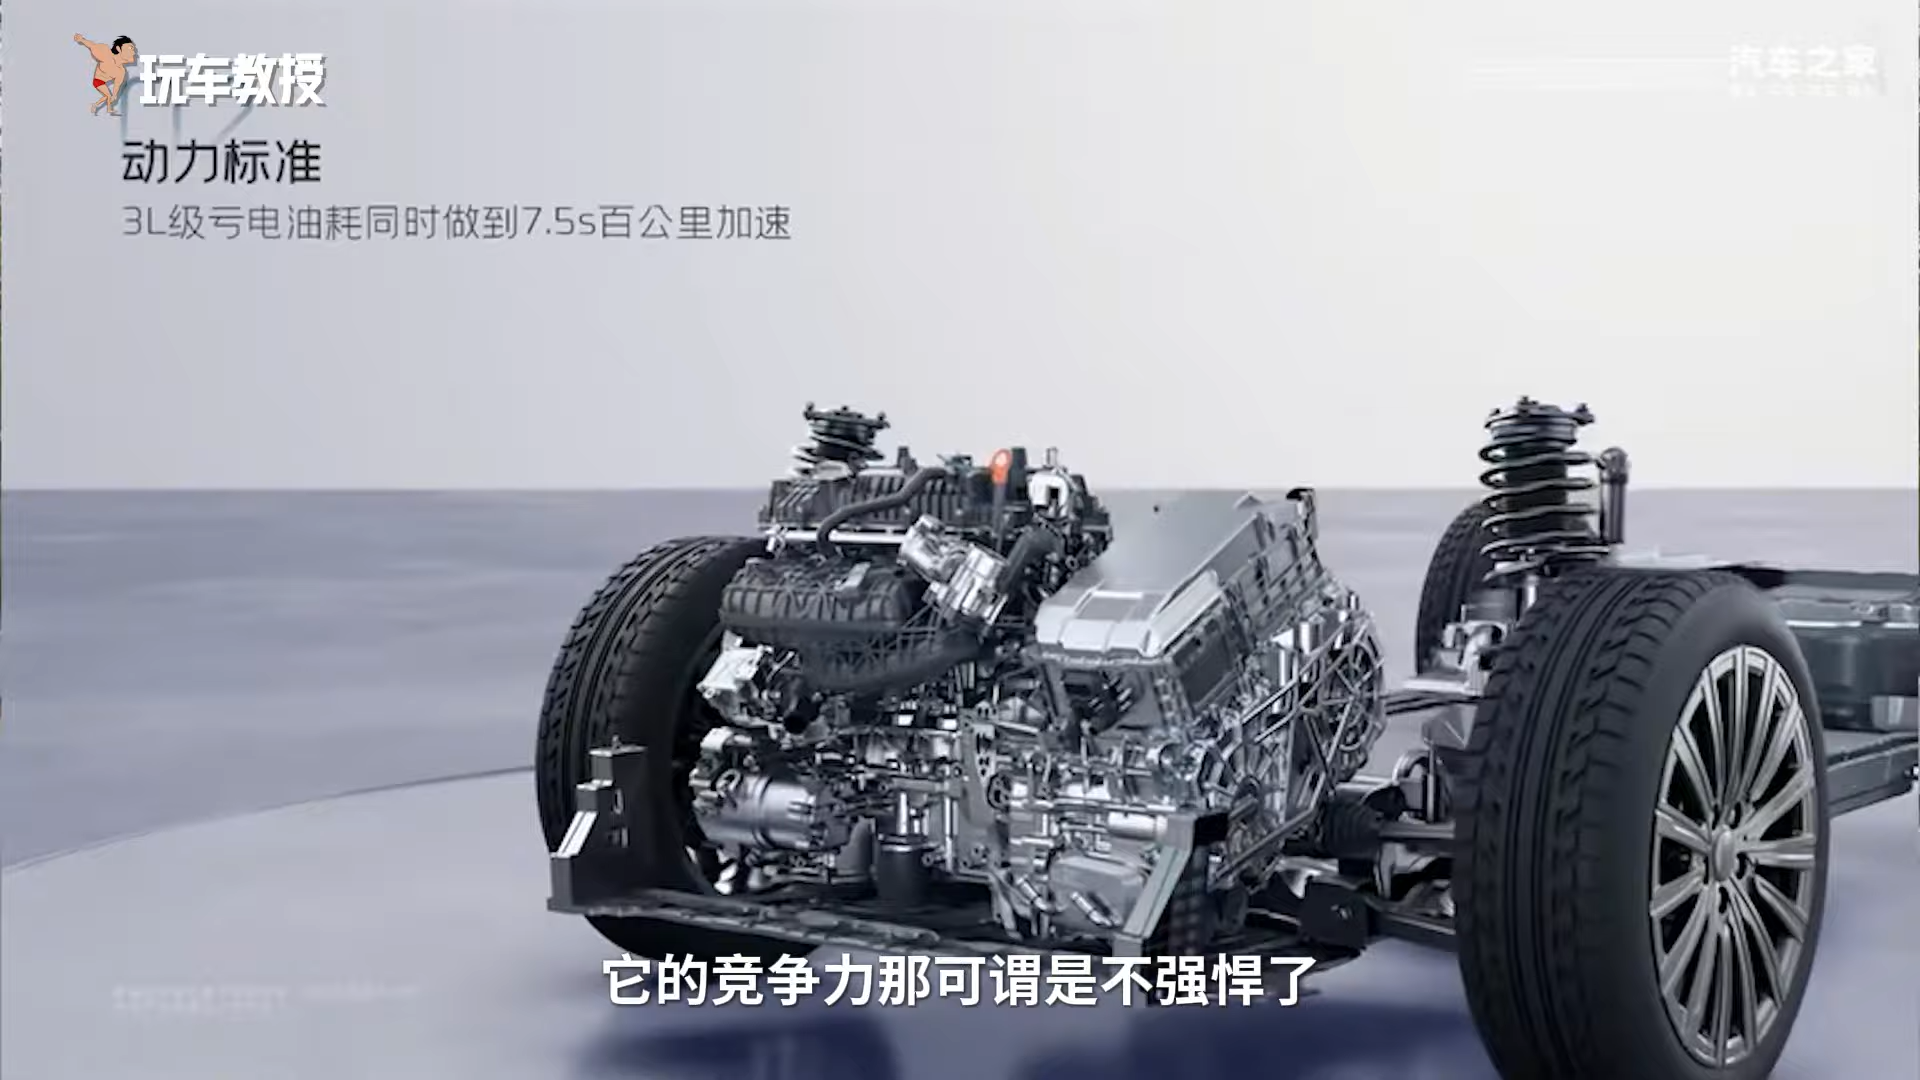 玩车教授
汽车之家
动力标准
3L级亏电油耗同时做到7.5s百公里加速
它的竞争力那可谓是不强悍了